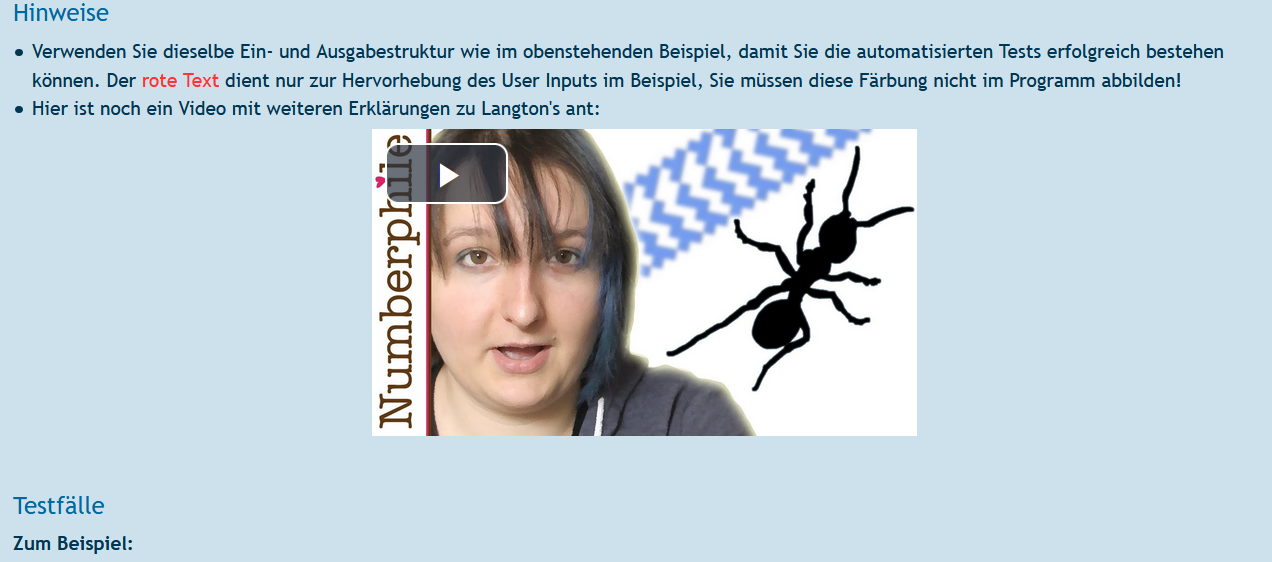 Hinweise
• Verwenden Sie dieselbe Ein- und Ausgabestruktur wie im obenstehenden Beispiel, damit Sie die automatisierten Tests erfolgreich bestehen
können. Der rote Text dient nur zur Hervorhebung des User Inputs im Beispiel, Sie müssen diese Färbung nicht im Programm abbilden!
• Hier ist noch ein Video mit weiteren Erklärungen zu Langton's ant:
Numberphile
Testfälle
Zum Beispiel: